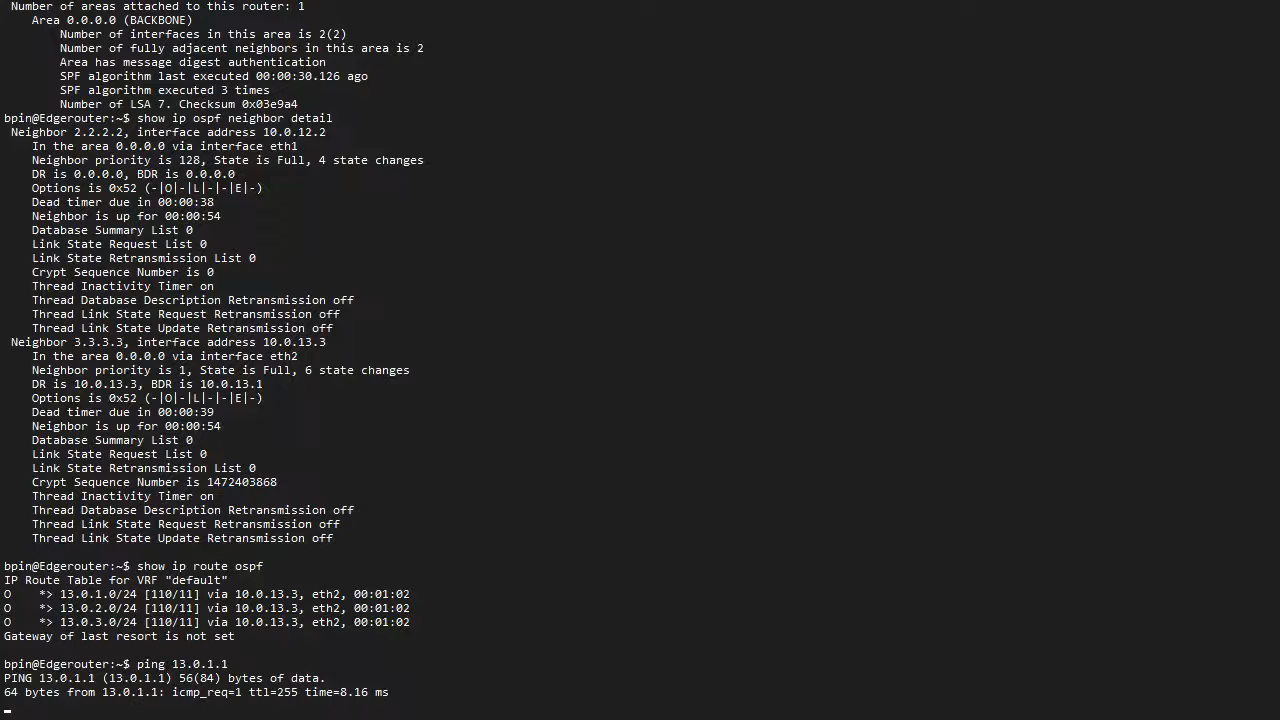 Number of areas attached to this router: 1
Area 0.0.0.0 (BACKBONE)
Number of interfaces in this area is 2(2)
Number of fully adjacent neighbors in this area is 2
Area has message digest authentication
SPF algorithm last executed 00:00:30.126 ago
SPF algorithm executed 3 times
Number of LSA 7. Checksum 0x03e9a4
bpin@Edgerouter:~$ show ip ospf neighbor detail
Neighbor 2.2.2.2, interface address 10.0.12.2
In the area 0.0.0.0 via interface eth1
Neighbor priority is 128, State is Full, 4 state changes
DR is 0.0.0.0, BDR is 0.0.0.0
Options is 0x52 (-|O|-|L|-|-|E|-)
Dead timer due in 00:00:38
Neighbor is up for 00:00:54
Database Summary List 0
Link State Request List 0
Link State Retransmission List 0
Crypt Sequence Number is 0
Thread Inactivity Timer on
Thread Database Description Retransmission off
Thread Link State Request Retransmission off
Thread Link State Update Retransmission off
Neighbor 3.3.3.3, interface address 10.0.13.3
In the area 0.0.0.0 via interface eth2
Neighbor priority is 1, State is Full, 6 state changes
DR is 10.0.13.3, BDR is 10.0.13.1
Options is 0x52 (-|O|-|L|-|-|E|-)
Dead timer due in 00:00:39
Neighbor is up for 00:00:54
Database Summary List 0
Link State Request List 0
Link State Retransmission List 0
Crypt Sequence Number is 1472403868
Thread Inactivity Timer on
Thread Database Description Retransmission off
Thread Link State Request Retransmission off
Thread Link State Update Retransmission off
bpin@Edgerouter:~$ show ip route ospf
IP Route Table for VRF "default"
O    *> 13.0.1.0/24 [110/11] via 10.0.13.3, eth2, 00:01:02
O    *> 13.0.2.0/24 [110/11] via 10.0.13.3, eth2, 00:01:02
O    *> 13.0.3.0/24 [110/11] via 10.0.13.3, eth2, 00:01:02
Gateway of last resort is not set
bpin@Edgerouter:~$ ping 13.0.1.1
PING 13.0.1.1 (13.0.1.1) 56(84) bytes of data.
64 bytes from 13.0.1.1: icmp_req=1 ttl=255 time=8.16 ms